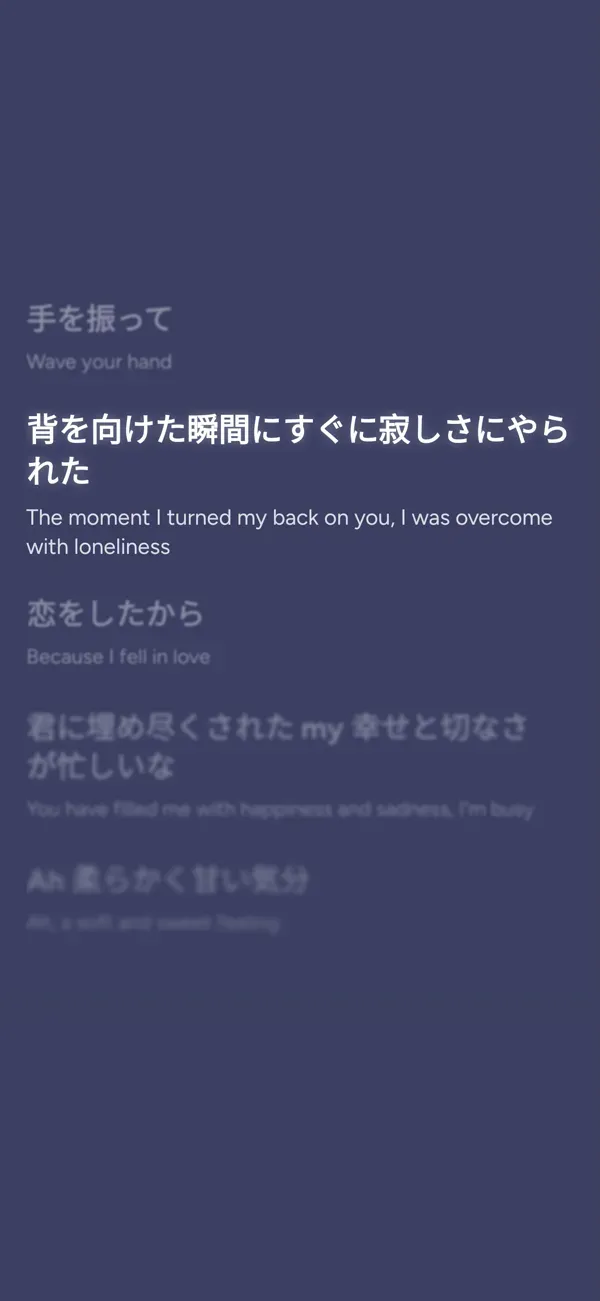 手を振って
Wave your hand
背を向けた瞬間にすぐに寂しさにやら
れた
The moment I turned my back on you, I was overcome
with loneliness
恋をしたから
Because I fell in love
君に埋め尽くされた my 幸せと切なさ
が忙しいな
You have filled me with happiness and sadness, I'm busy
Ah 柔らかく甘い気分
Ah, a soft and sweet feeling